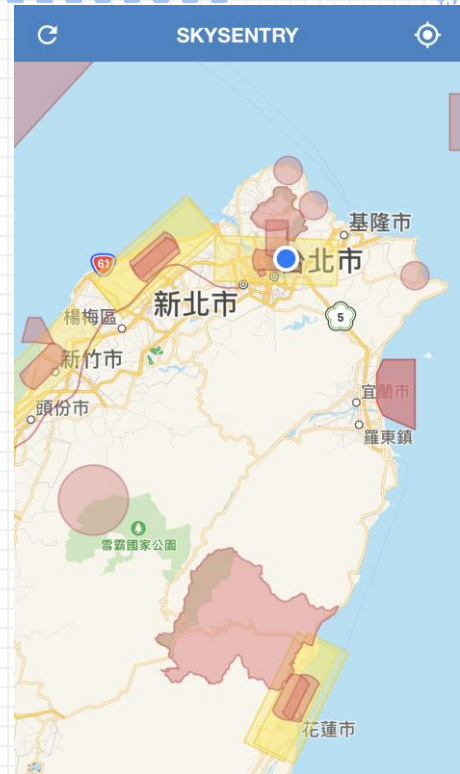 SKYSENTRY
基隆市
61
台北市
新北市
楊梅區
5
新竹市
宜蘭市
頭份市
羅東鎮
雪霸國家公園
花蓮市